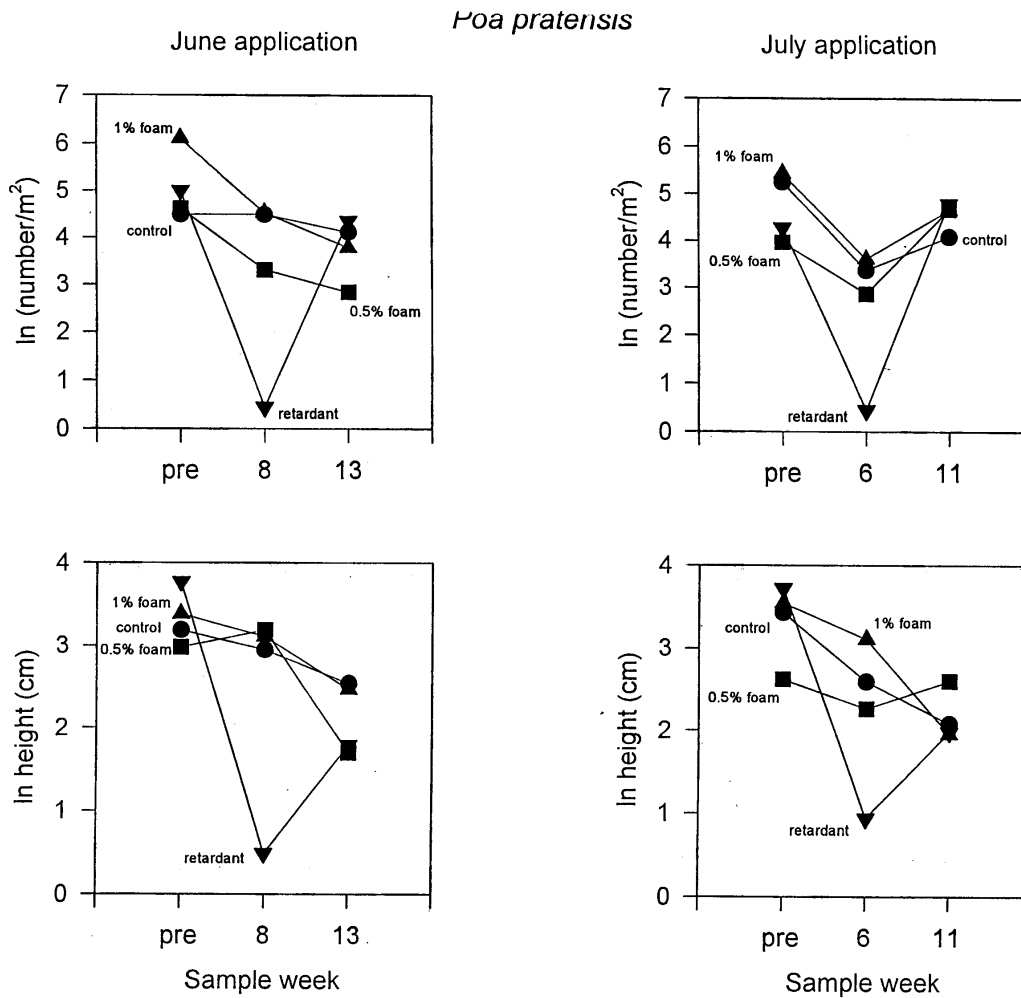 Poa pratensis
June application
July application
7
6
5
4
3
2
1
0
ln (number/m²)
1% foam
control
0.5% foam
retardant
pre 8 13
7
6
5
4
3
2
1
0
ln (number/m²)
1% foam
0.5% foam
control
retardant
pre 6 11
4
3
2
1
0
ln height (cm)
1% foam
control
0.5% foam
retardant
pre 8 13
Sample week
4
3
2
1
0
ln height (cm)
control
1% foam
0.5% foam
retardant
pre 6 11
Sample week